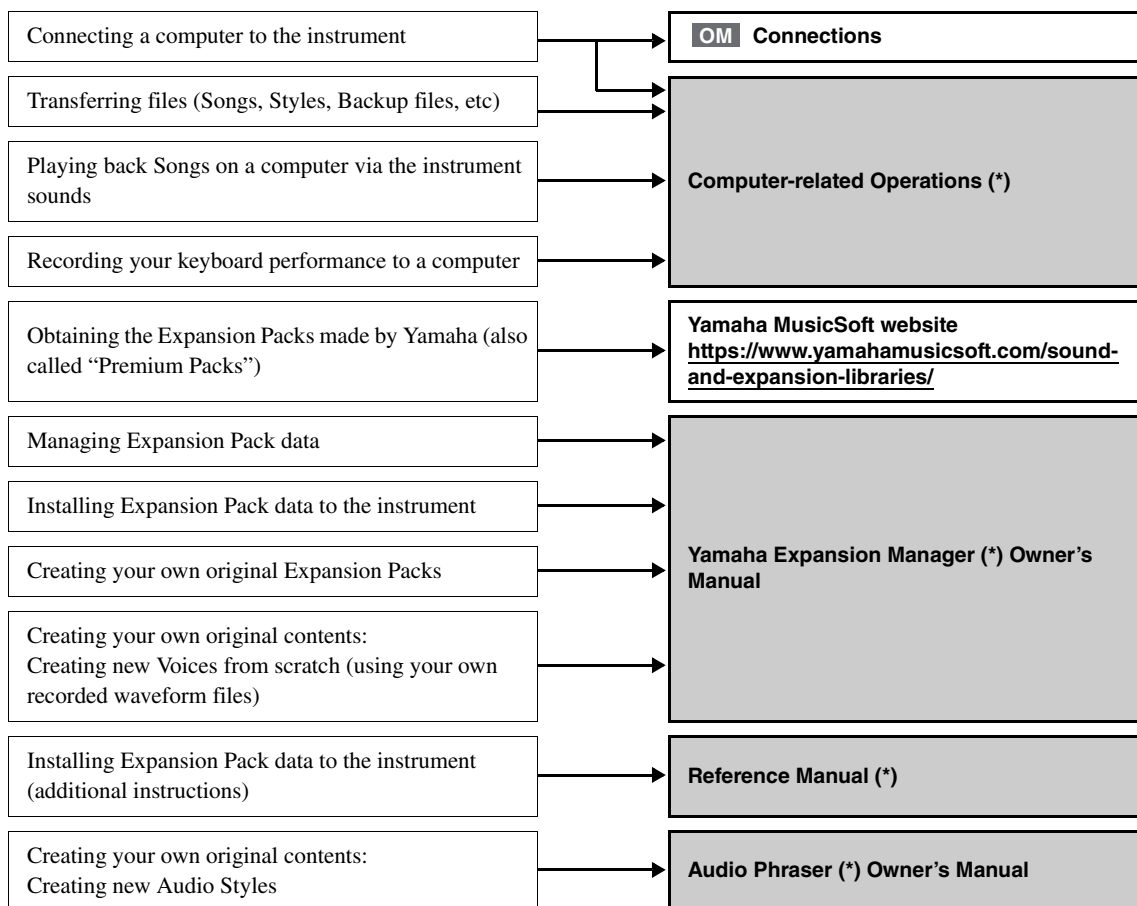 Connecting a computer to the instrument
OM Connections
Transferring files (Songs, Styles, Backup files, etc)
Playing back Songs on a computer via the instrument
sounds
Recording your keyboard performance to a computer
Computer-related Operations (*)
Obtaining the Expansion Packs made by Yamaha (also
called “Premium Packs”)
Yamaha MusicSoft website
https://www.yamahamusicsoft.com/sound-
and-expansion-libraries/
Managing Expansion Pack data
Installing Expansion Pack data to the instrument
Creating your own original Expansion Packs
Creating your own original contents:
Creating new Voices from scratch (using your own
recorded waveform files)
Yamaha Expansion Manager (*) Owner’s
Manual
Installing Expansion Pack data to the instrument
(additional instructions)
Reference Manual (*)
Creating your own original contents:
Creating new Audio Styles
Audio Phraser (*) Owner’s Manual